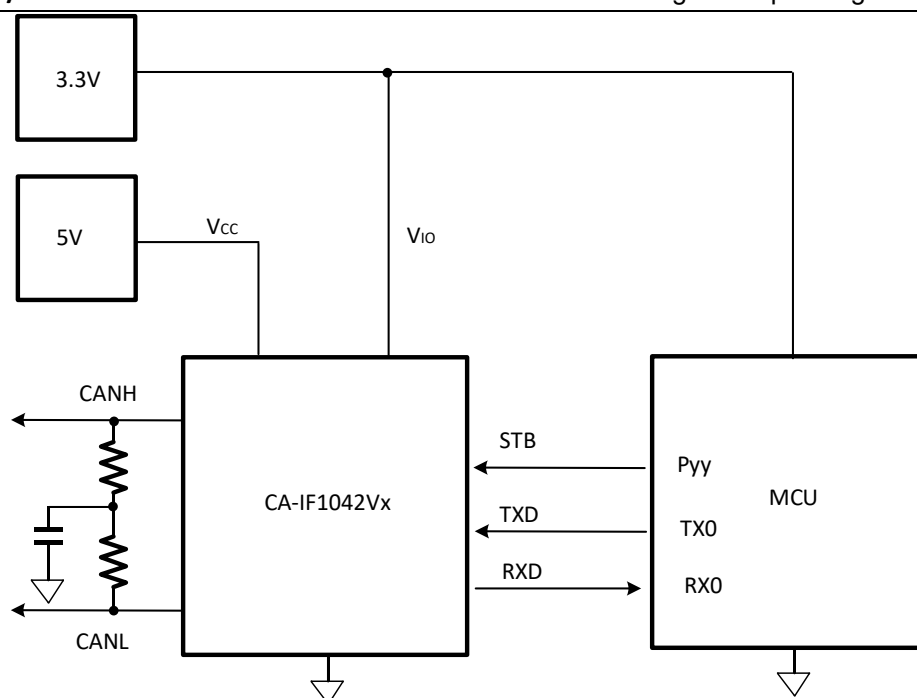 3.3V
5V
VCC
VIO
CANH
STB
Pyy
CA-IF1042Vx
MCU
TXD
TX0
RXD
RX0
CANL